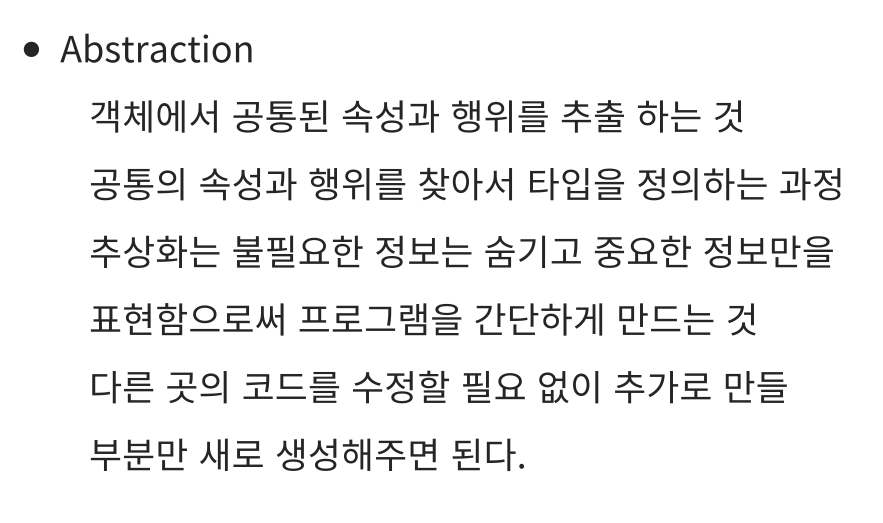 • Abstraction
객체에서 공통된 속성과 행위를 추출 하는 것
공통의 속성과 행위를 찾아서 타입을 정의하는 과정
추상화는 불필요한 정보는 숨기고 중요한 정보만을
표현함으로써 프로그램을 간단하게 만드는 것
다른 곳의 코드를 수정할 필요 없이 추가로 만들
부분만 새로 생성해주면 된다.